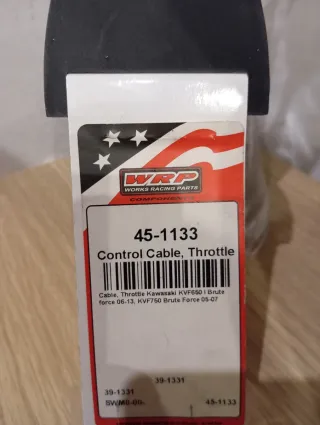 WRP
WORKS RACING PARTS
COMPONENTS
45-1133
Control Cable, Throttle
Cable, Throttle Kawasaki KVF650 I Brute
force 06-13, KVF750 Brute Force 05-07
39-1331
39-1331
45-1133